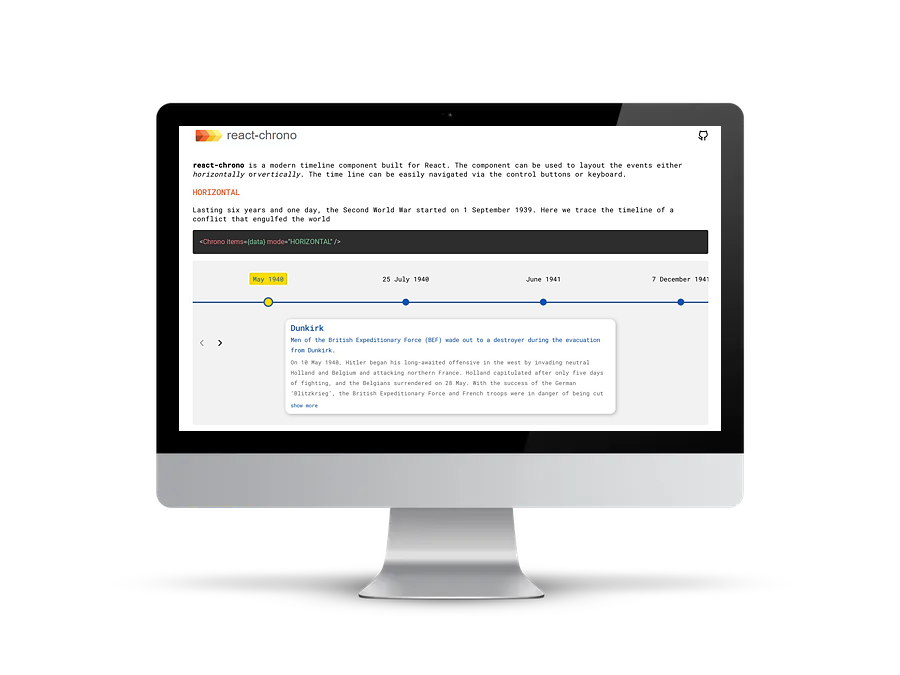 react-chrono
react-chrono is a modern timeline component built for React. The component can be used to layout the events either
horizontally orvertically. The time line can be easily navigated via the control buttons or keyboard.
HORIZONTAL
Lasting six years and one day, the Second World War started on 1 September 1939. Here we trace the timeline of a
conflict that engulfed the world
<Chrono items={data} mode="HORIZONTAL" />
May 1940 25 July 1940 June 1941 7 December 1941
Dunkirk
Men of the British Expeditionary Force (BEF) wade out to a destroyer during the evacuation
from Dunkirk.
On 10 May 1940, Hitler began his long-awaited offensive in the west by invading neutral
Holland and Belgium and attacking northern France. Holland capitulated after only five days
of fighting, and the Belgians surrendered on 28 May. With the success of the German
'Blitzkrieg', the British Expeditionary Force and French troops were in danger of being cut
show more